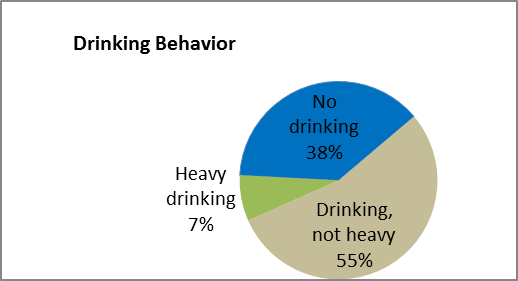 Drinking Behavior
No
drinking
38%
Heavy
drinking
7%
Drinking,
not heavy
55%